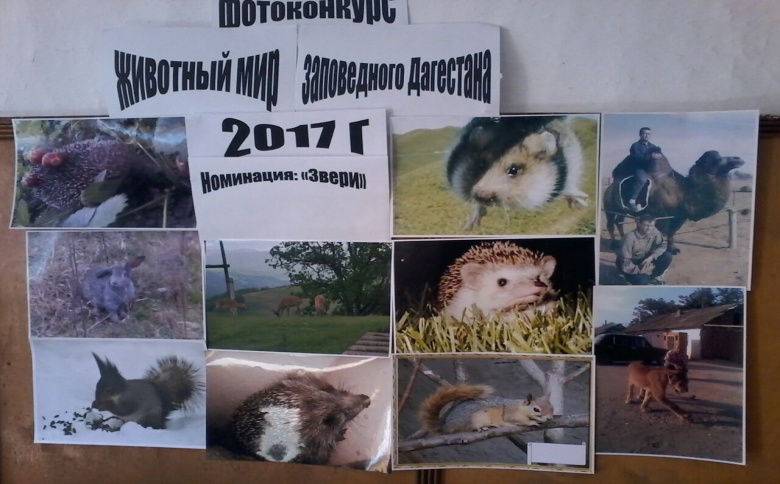 ФОТОКОНКУРС
ЖИВОТНЫЙ МИР ЗАПОВЕДНОГО ДАГЕСТАНА
2017 Г
Номинация: «Звери»